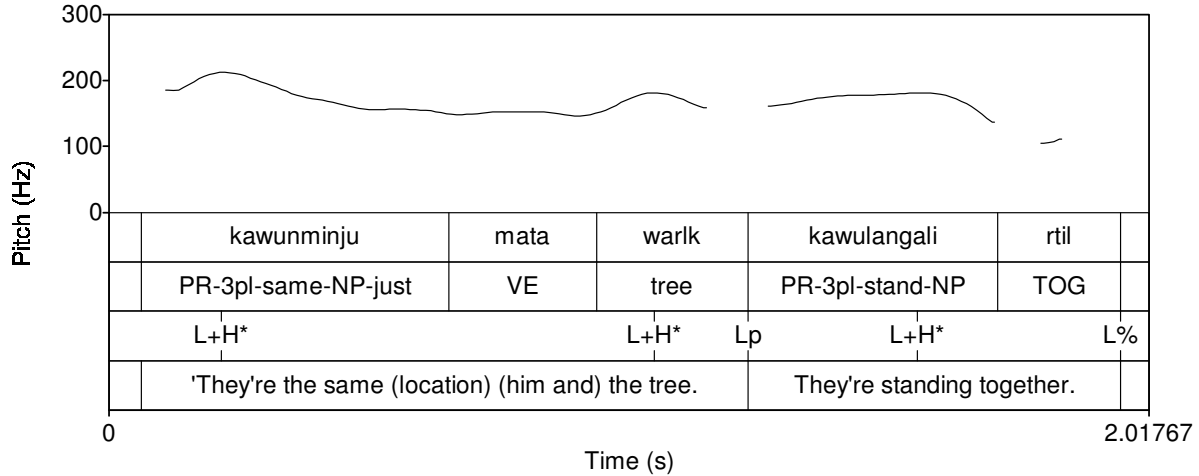 300
200
100
0
Pitch (Hz)
kawunminju mata warlk kawulangali rtil
PR-3pl-same-NP-just VE tree PR-3pl-stand-NP TOG
L+H* L+H* Lp L+H* L%
'They're the same (location) (him and) the tree. They're standing together.
0 2.01767
Time (s)